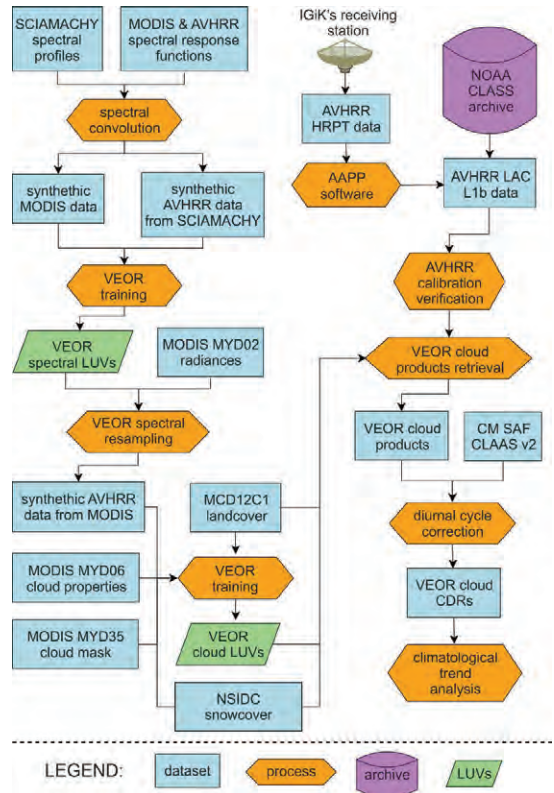 SCIAMACHY
spectral
profiles
MODIS & AVHRR
spectral response
functions
spectral
convolution
synthethic
MODIS data
synthethic
AVHRR data
from SCIAMACHY
VEOR
training
VEOR
spectral LUVs
MODIS MYD02
radiances
VEOR spectral
resampling
synthethic AVHRR
data from MODIS
MCD12C1
landcover
MODIS MYD06
cloud properties
VEOR
training
MODIS MYD35
cloud mask
VEOR
cloud LUVs
NSIDC
snowcover
IGiK's receiving
station
AVHRR
HRPT data
NOAA
CLASS
archive
AAPP
software
AVHRR LAC
L1b data
AVHRR
calibration
verification
VEOR cloud
products retrieval
VEOR cloud
products
CM SAF
CLAAS v2
diurnal cycle
correction
VEOR cloud
CDRs
climatological
trend
analysis
LEGEND:
dataset
process
archive
LUVs